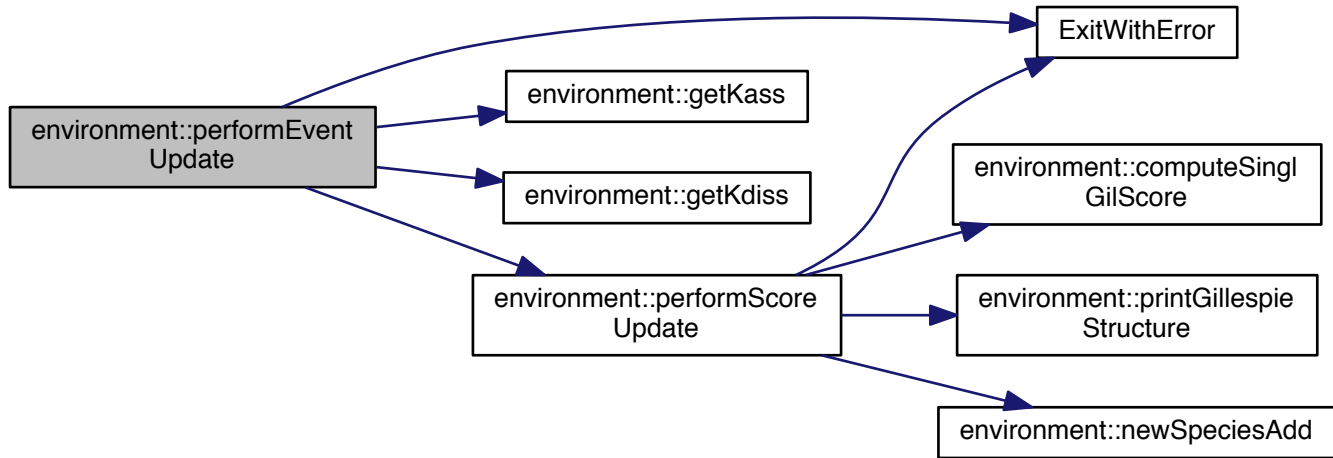 environment::performEvent
Update
environment::getKass
environment::getKdiss
environment::performScore
Update
ExitWithError
environment::computeSingl
GilScore
environment::printGillespie
Structure
environment::newSpeciesAdd